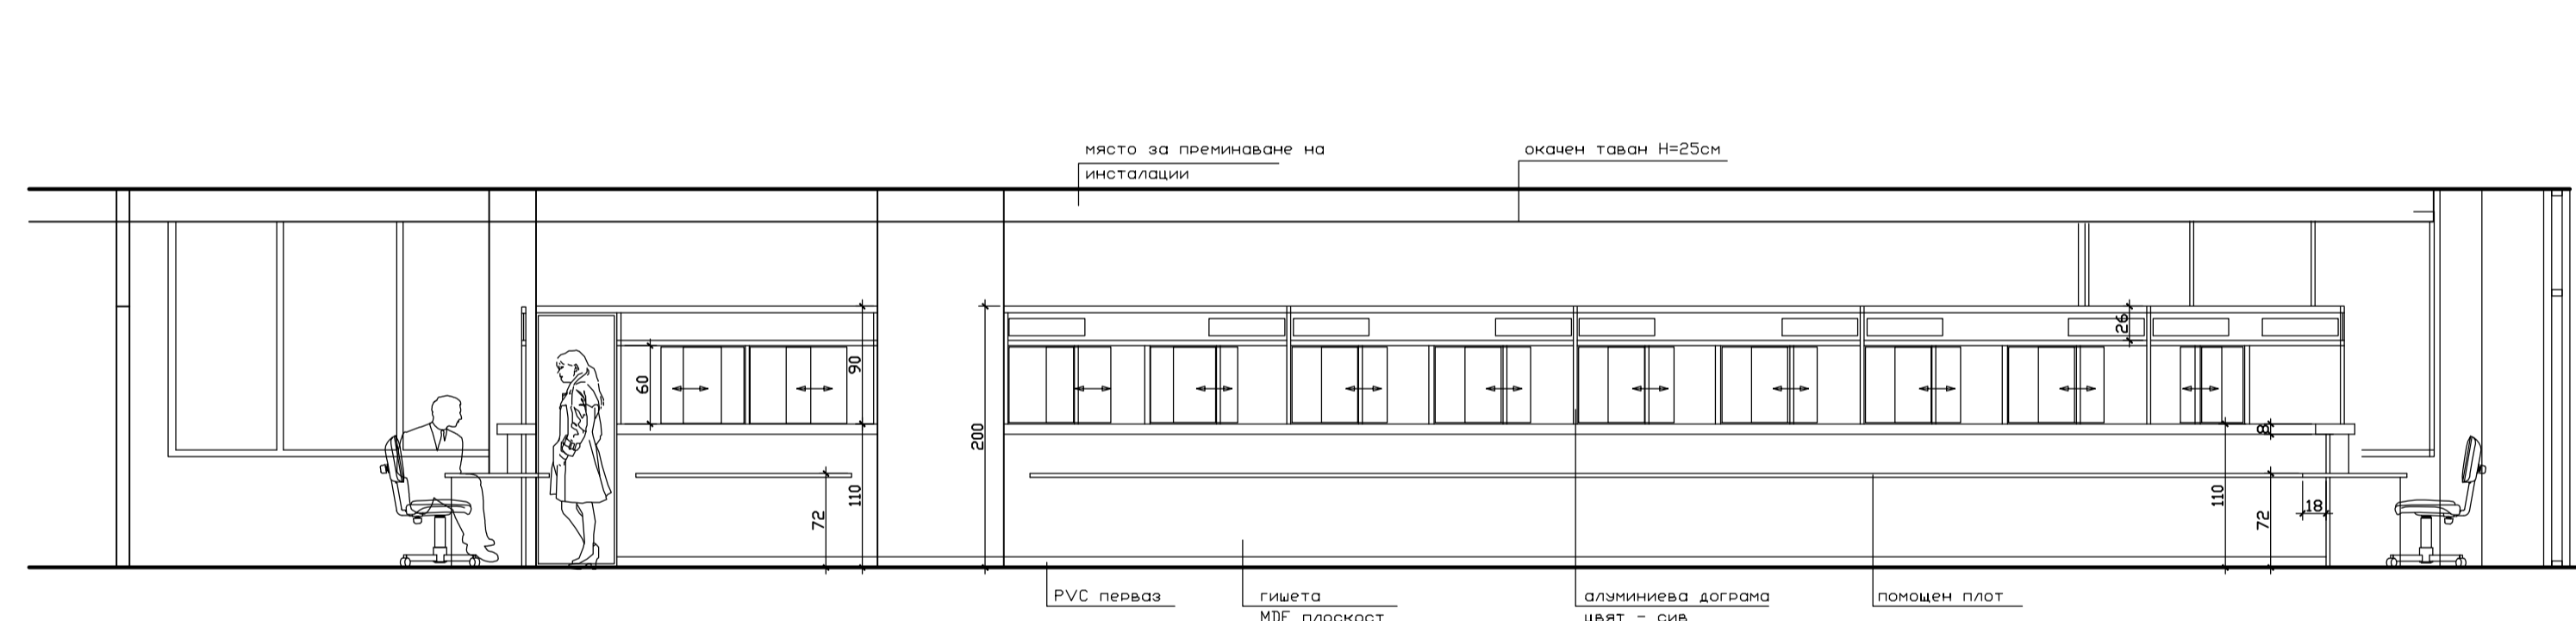 място за преминаване на
инсталации
окачен таван H=25см
26
60
90
200
8
72
110
110
72
18
PVC перваз
гишета
MDF плоскост
алуминиева дограма
цвят - сив
помощен плот